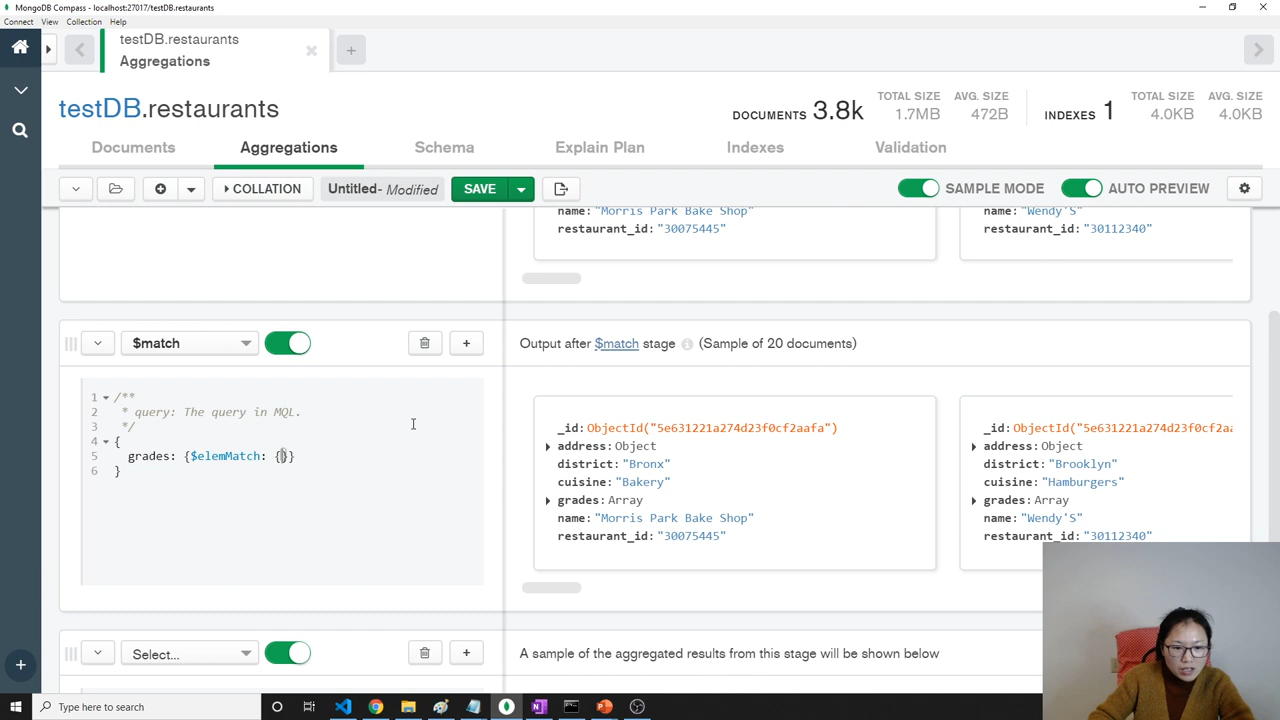 MongoDB Compass - localhost:27017/testDB.restaurants
Connect View Collection Help
testDB.restaurants
Aggregations
testDB.restaurants
DOCUMENTS 3.8k TOTAL SIZE 1.7MB AVG. SIZE 472B INDEXES 1 TOTAL SIZE 4.0KB AVG. SIZE 4.0KB
Documents Aggregations Schema Explain Plan Indexes Validation
COLLATION Untitled- Modified SAVE SAMPLE MODE AUTO PREVIEW
name: "Morris Park Bake Shop" name: "Wendy'S"
restaurant_id: "30075445" restaurant_id: "30112340"
$match Output after $match stage (Sample of 20 documents)
1 /**
2 * query: The query in MQL.
3 */
4 {
5 grades: {$elemMatch: {}}
6 }
_id: ObjectId("5e631221a274d23f0cf2aafa")
address: Object
district: "Bronx"
cuisine: "Bakery"
grades: Array
name: "Morris Park Bake Shop"
restaurant_id: "30075445"
_id: ObjectId("5e631221a274d23f0cf2aa
address: Object
district: "Brooklyn"
cuisine: "Hamburgers"
grades: Array
name: "Wendy'S"
restaurant_id: "30112340"
Select... A sample of the aggregated results from this stage will be shown below
Type here to search